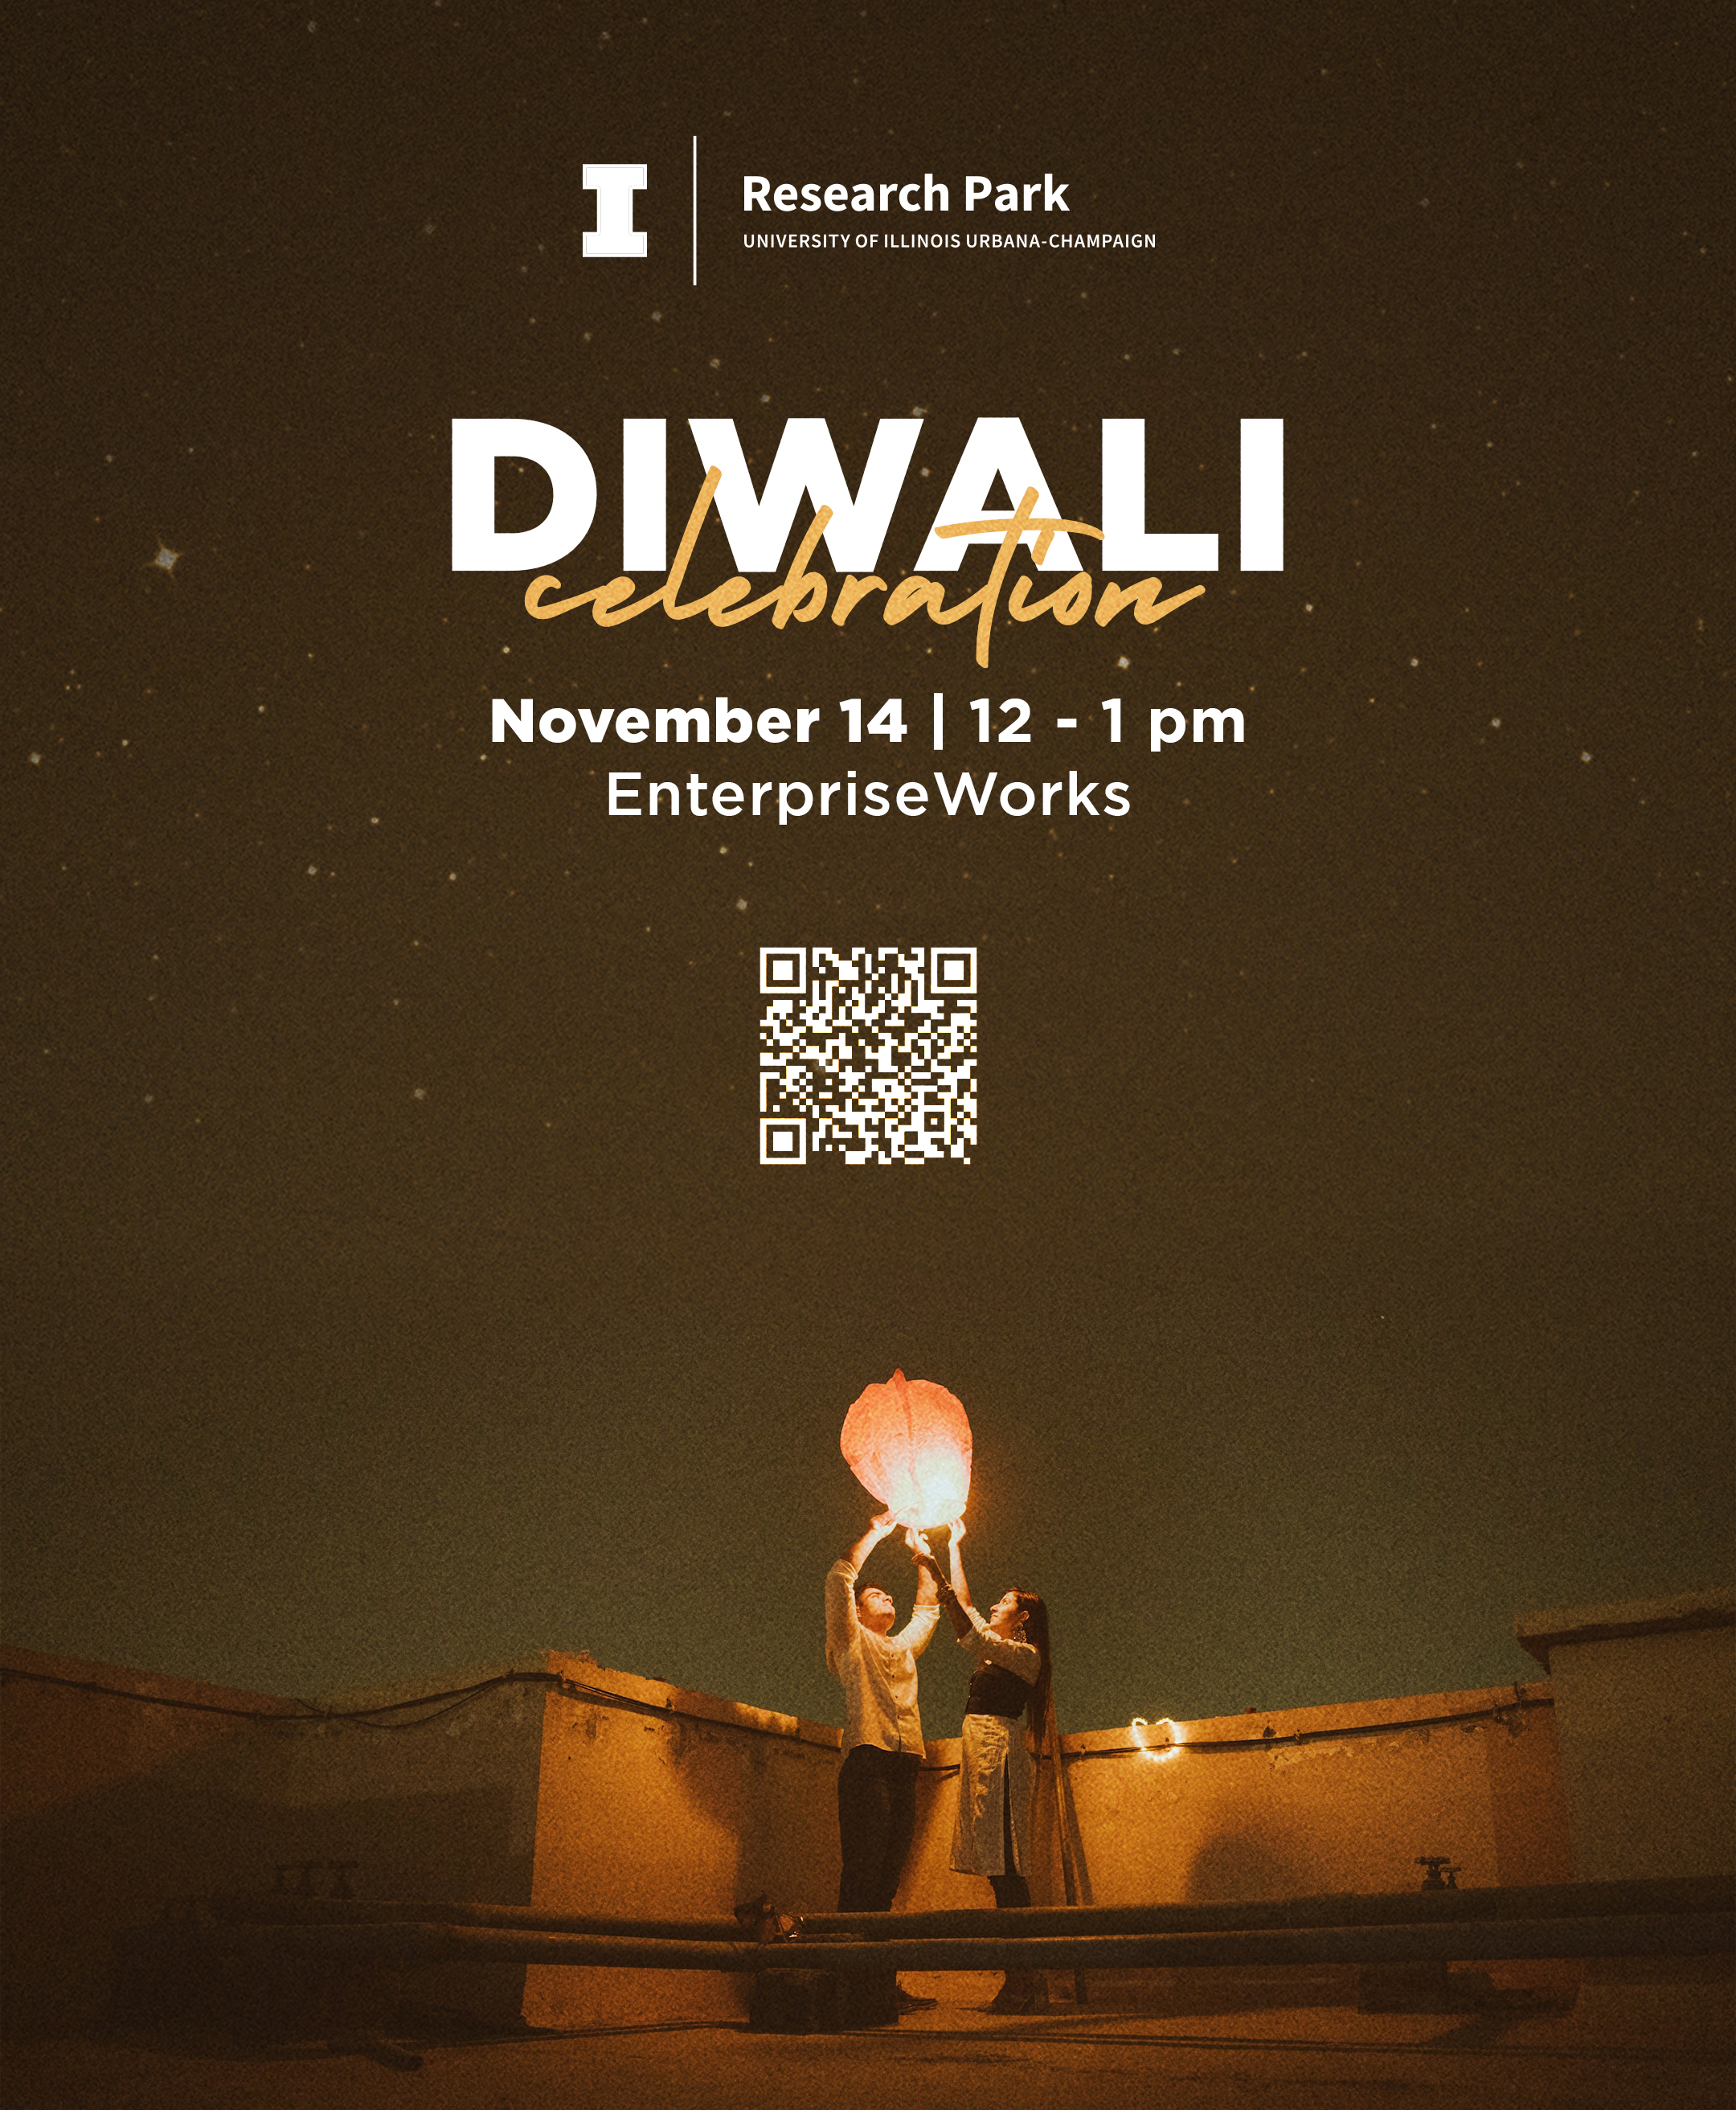 I
Research Park
UNIVERSITY OF ILLINOIS URBANA-CHAMPAIGN
DIWALI
celebration
November 14 | 12 - 1 pm
EnterpriseWorks